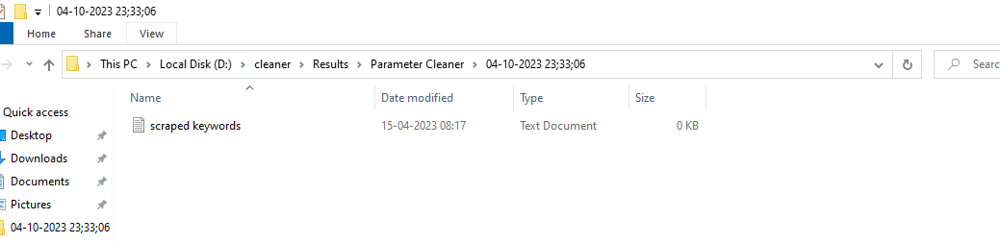 04-10-2023 23;33;06
Home Share View
This PC Local Disk (D:) cleaner Results Parameter Cleaner 04-10-2023 23;33;06 Searc
Name Date modified Type Size
Quick access
scraped keywords 15-04-2023 08:17 Text Document 0 KB
Desktop
Downloads
Documents
Pictures
04-10-2023 23;33;06